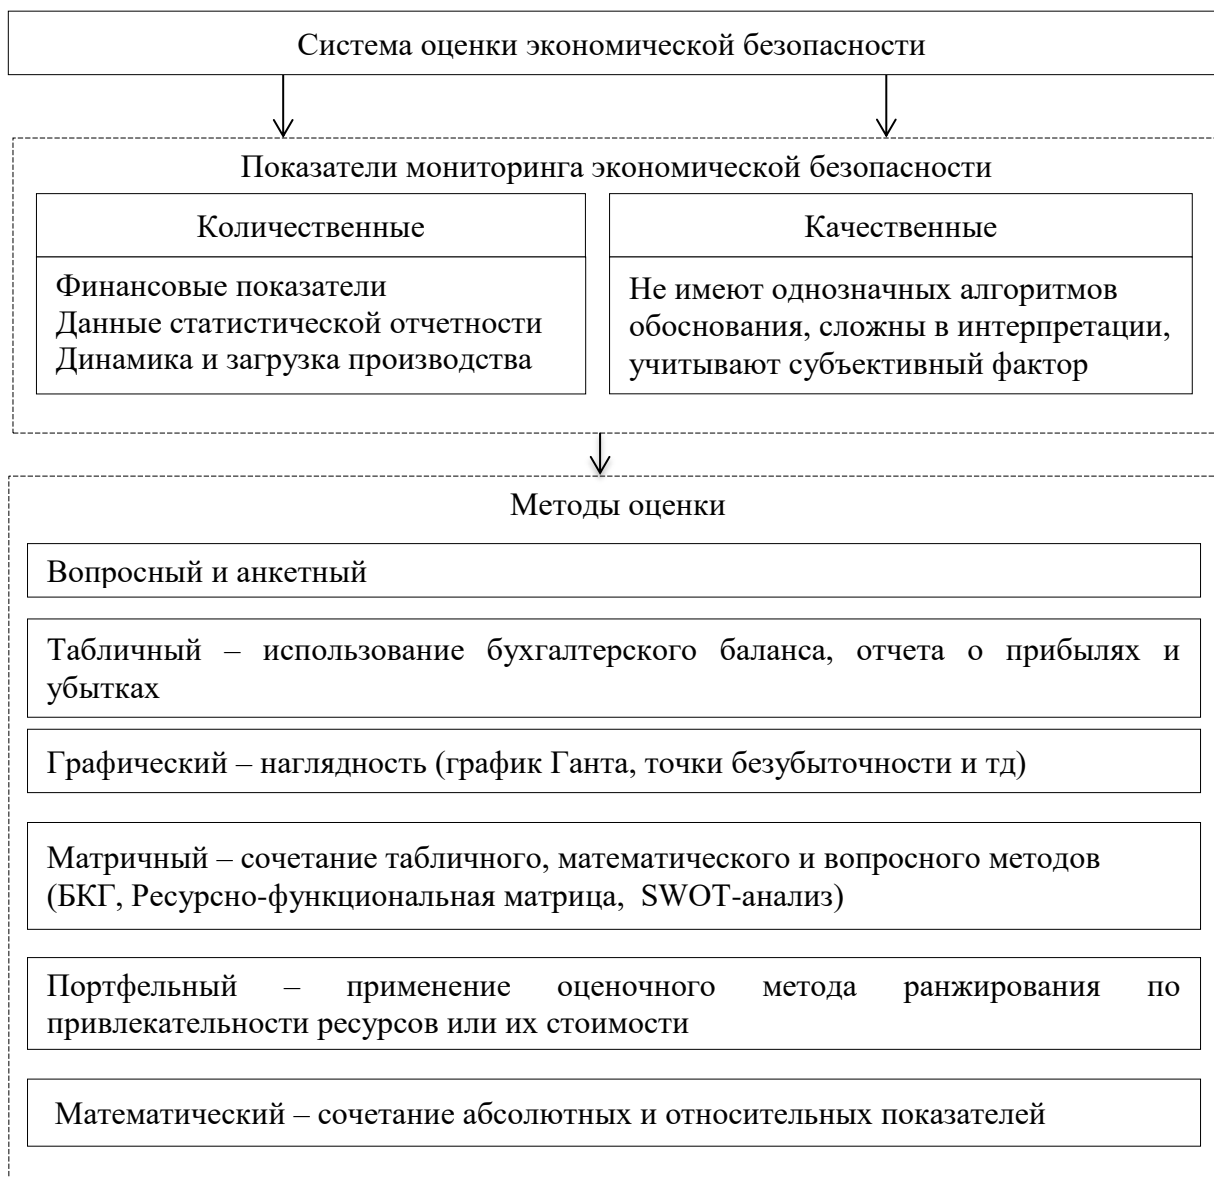 Система оценки экономической безопасности
Показатели мониторинга экономической безопасности
Количественные
Финансовые показатели
Данные статистической отчетности
Динамика и загрузка производства
Качественные
Не имеют однозначных алгоритмов
обоснования, сложны в интерпретации,
учитывают субъективный фактор
Методы оценки
Вопросный и анкетный
Табличный – использование бухгалтерского баланса, отчета о прибылях и
убытках
Графический – наглядность (график Ганта, точки безубыточности и тд)
Матричный – сочетание табличного, математического и вопросного методов
(БКГ, Ресурсно-функциональная матрица, SWOT-анализ)
Портфельный – применение оценочного метода ранжирования по
привлекательности ресурсов или их стоимости
Математический – сочетание абсолютных и относительных показателей